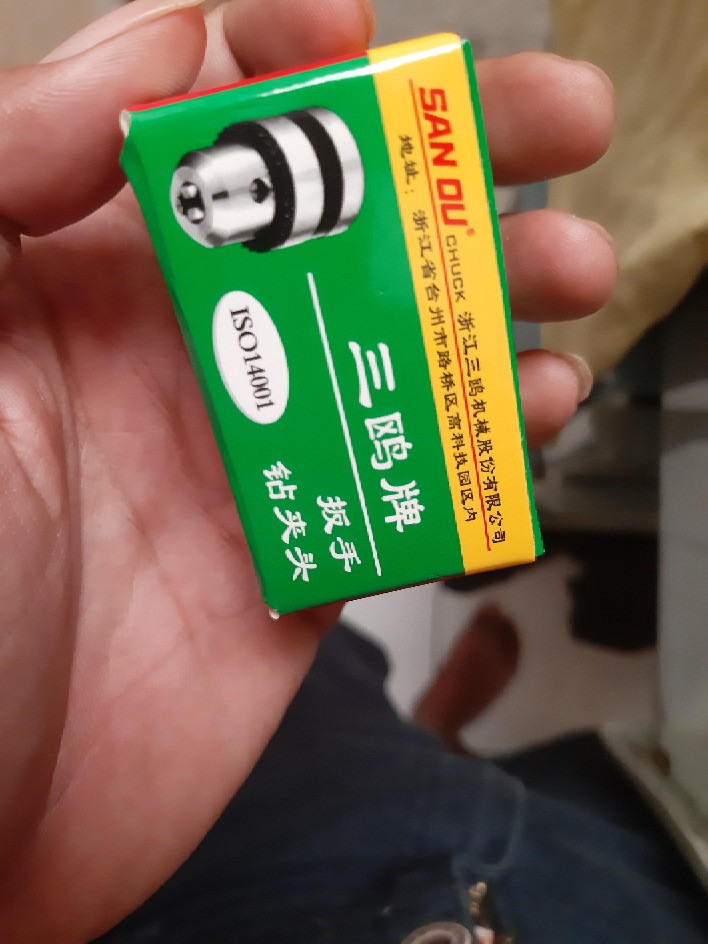 SAN OU® CHUCK 浙江三鸥机械股份有限公司
地址：浙江省台州市路桥区高科技园区内
三鸥牌
扳手
钻夹头
ISO14001